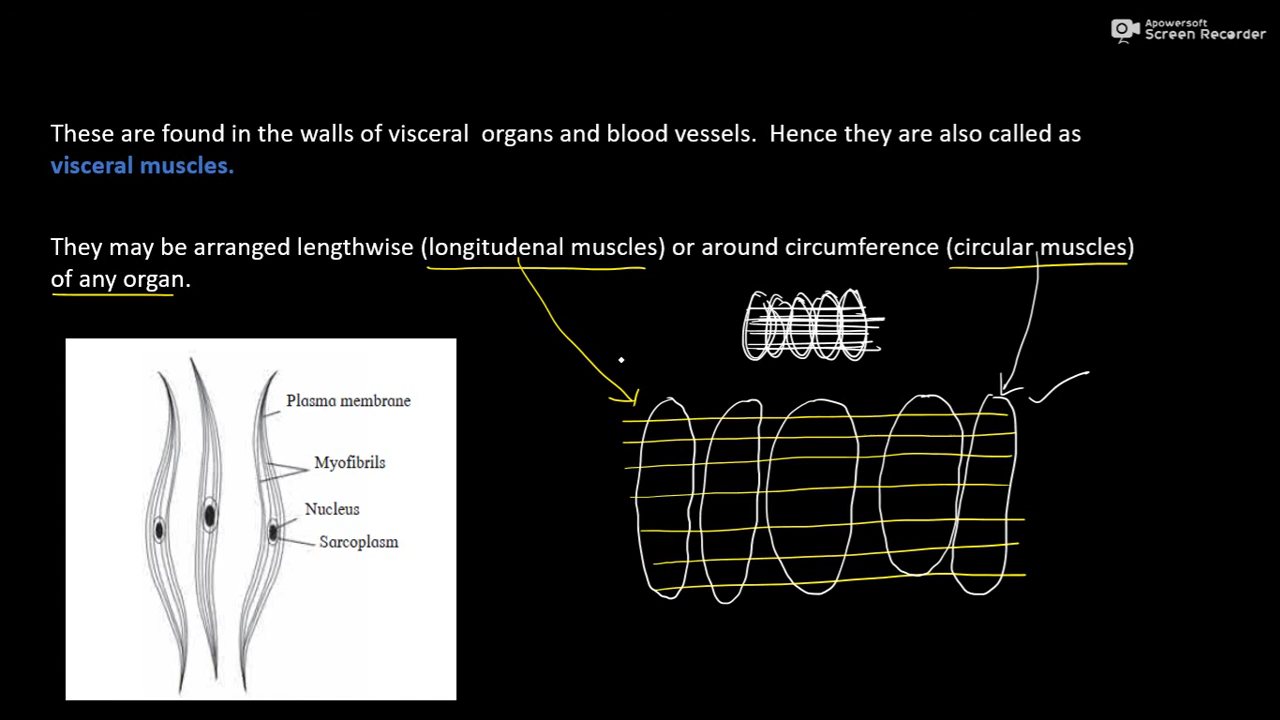 Apowersoft
Screen Recorder
These are found in the walls of visceral organs and blood vessels. Hence they are also called as
visceral muscles.
They may be arranged lengthwise (longitudenal muscles) or around circumference (circular muscles)
of any organ.
Plasma membrane
Myofibrils
Nucleus
Sarcoplasm